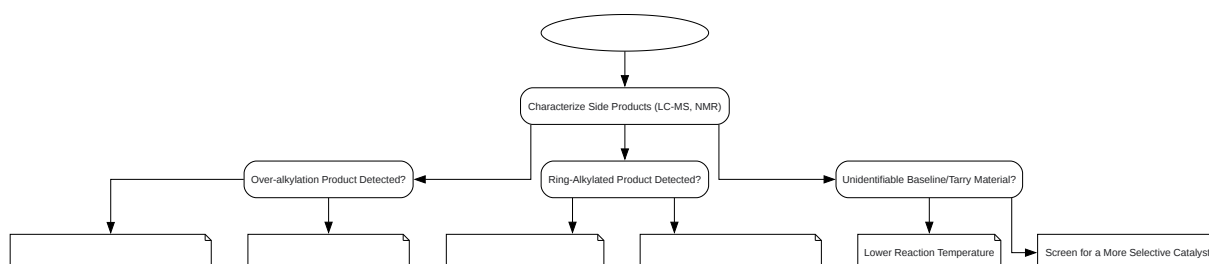 Characterize Side Products (LC-MS, NMR)
Over-alkylation Product Detected?
Ring-Alkylated Product Detected?
Unidentifiable Baseline/Tarry Material?
Lower Reaction Temperature
Screen for a More Selective Catalyst